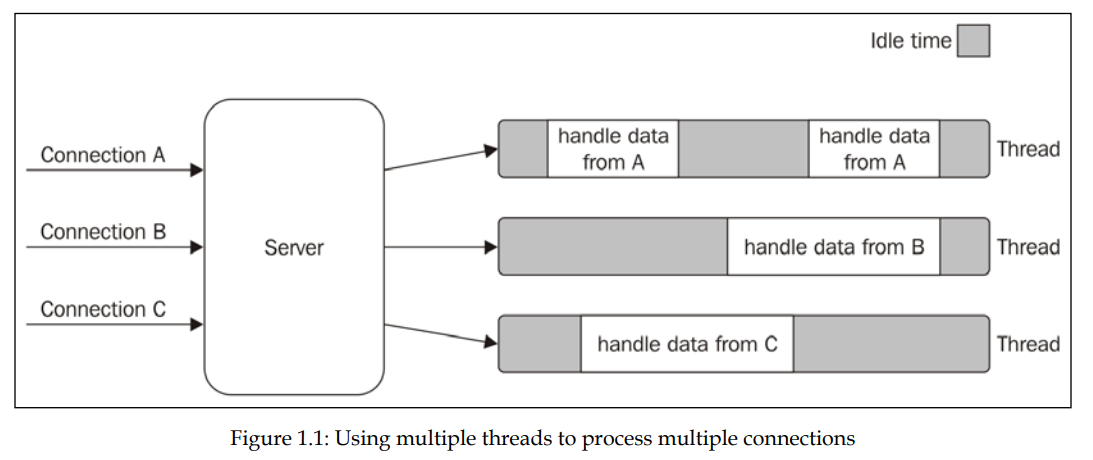 Idle time
Connection A
Connection B
Connection C
Server
handle data
from A
handle data
from A
Thread
handle data from B
Thread
handle data from C
Thread
Figure 1.1: Using multiple threads to process multiple connections